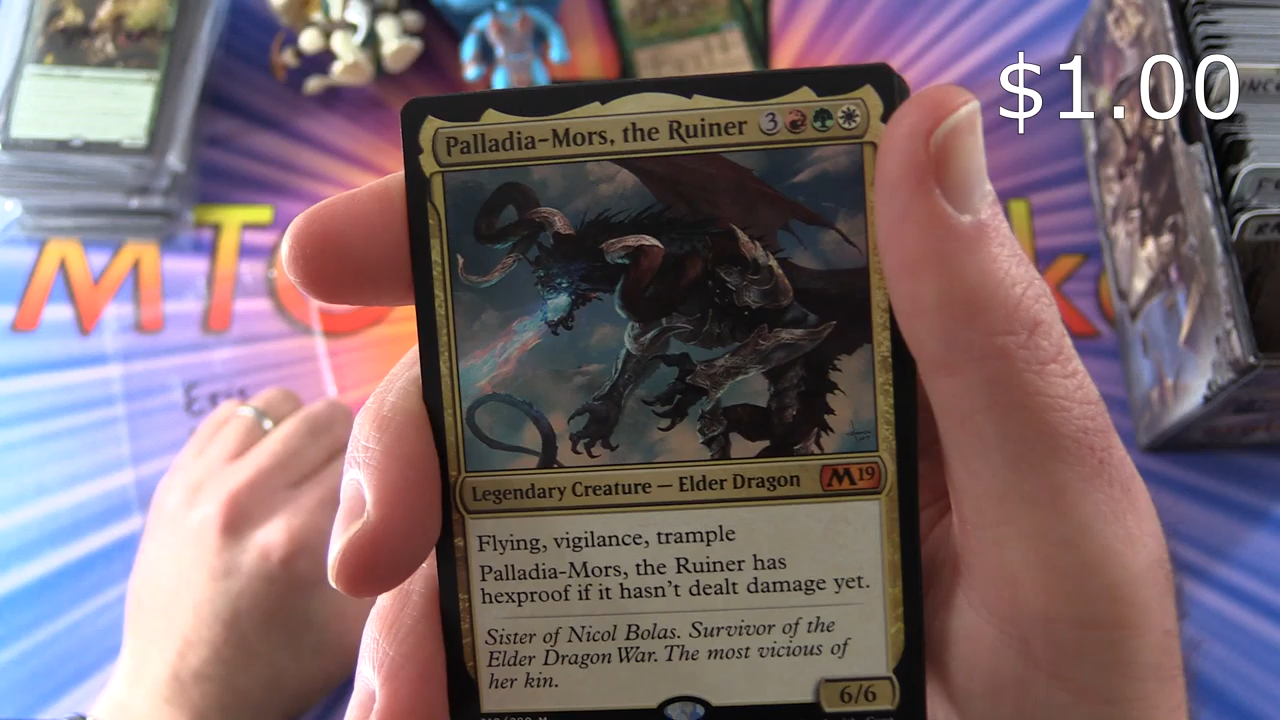 $1.00
Palladia-Mors, the Ruiner 3
Legendary Creature — Elder Dragon M19
Flying, vigilance, trample
Palladia-Mors, the Ruiner has
hexproof if it hasn't dealt damage yet.
Sister of Nicol Bolas. Survivor of the
Elder Dragon War. The most vicious of
her kin.
6/6